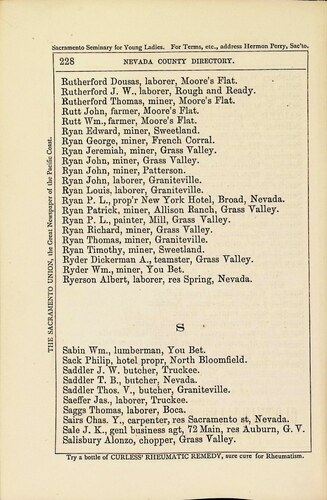 Sacramento Seminary for Young Ladies. For Terms, etc., address Hermon Perry, Sac'to.
228 NEVADA COUNTY DIRECTORY.
Rutherford Dousas, laborer, Moore's Flat.
Rutherford J. W., laborer, Rough and Ready.
Rutherford Thomas, miner, Moore's Flat.
Rutt John, farmer, Moore's Flat.
Rutt Wm., farmer, Moore's Flat.
Ryan Edward, miner, Sweetland.
Ryan George, miner, French Corral.
Ryan Jeremiah, miner, Grass Valley.
Ryan John, miner, Grass Valley.
Ryan John, miner, Patterson.
Ryan John, laborer, Graniteville.
Ryan Louis, laborer, Graniteville.
Ryan P. L., prop'r New York Hotel, Broad, Nevada.
Ryan Patrick, miner, Allison Ranch, Grass Valley.
Ryan P. L., painter, Mill, Grass Valley.
Ryan Richard, miner, Grass Valley.
Ryan Thomas, miner, Graniteville.
Ryan Timothy, miner, Sweetland.
Ryder Dickerman A., teamster, Grass Valley.
Ryder Wm., miner, You Bet.
Ryerson Albert, laborer, res Spring, Nevada.
S
Sabin Wm., lumberman, You Bet.
Sack Philip, hotel propr, North Bloomfield.
Saddler J. W. butcher, Truckee.
Saddler T. B., butcher, Nevada.
Saddler Thos. V., butcher, Graniteville.
Saeffer Jas., laborer, Truckee.
Saggs Thomas, laborer, Boca.
Sairs Chas. Y., carpenter, res Sacramento st, Nevada.
Sale J. K., genl business agt, 72 Main, res Auburn, G. V.
Salisbury Alonzo, chopper, Grass Valley.
Try a bottle of CURLESS' RHEUMATIC REMEDY, sure cure for Rheumatism.
THE SACRAMENTO UNION, the Great Newspaper of the Pacific Coast.